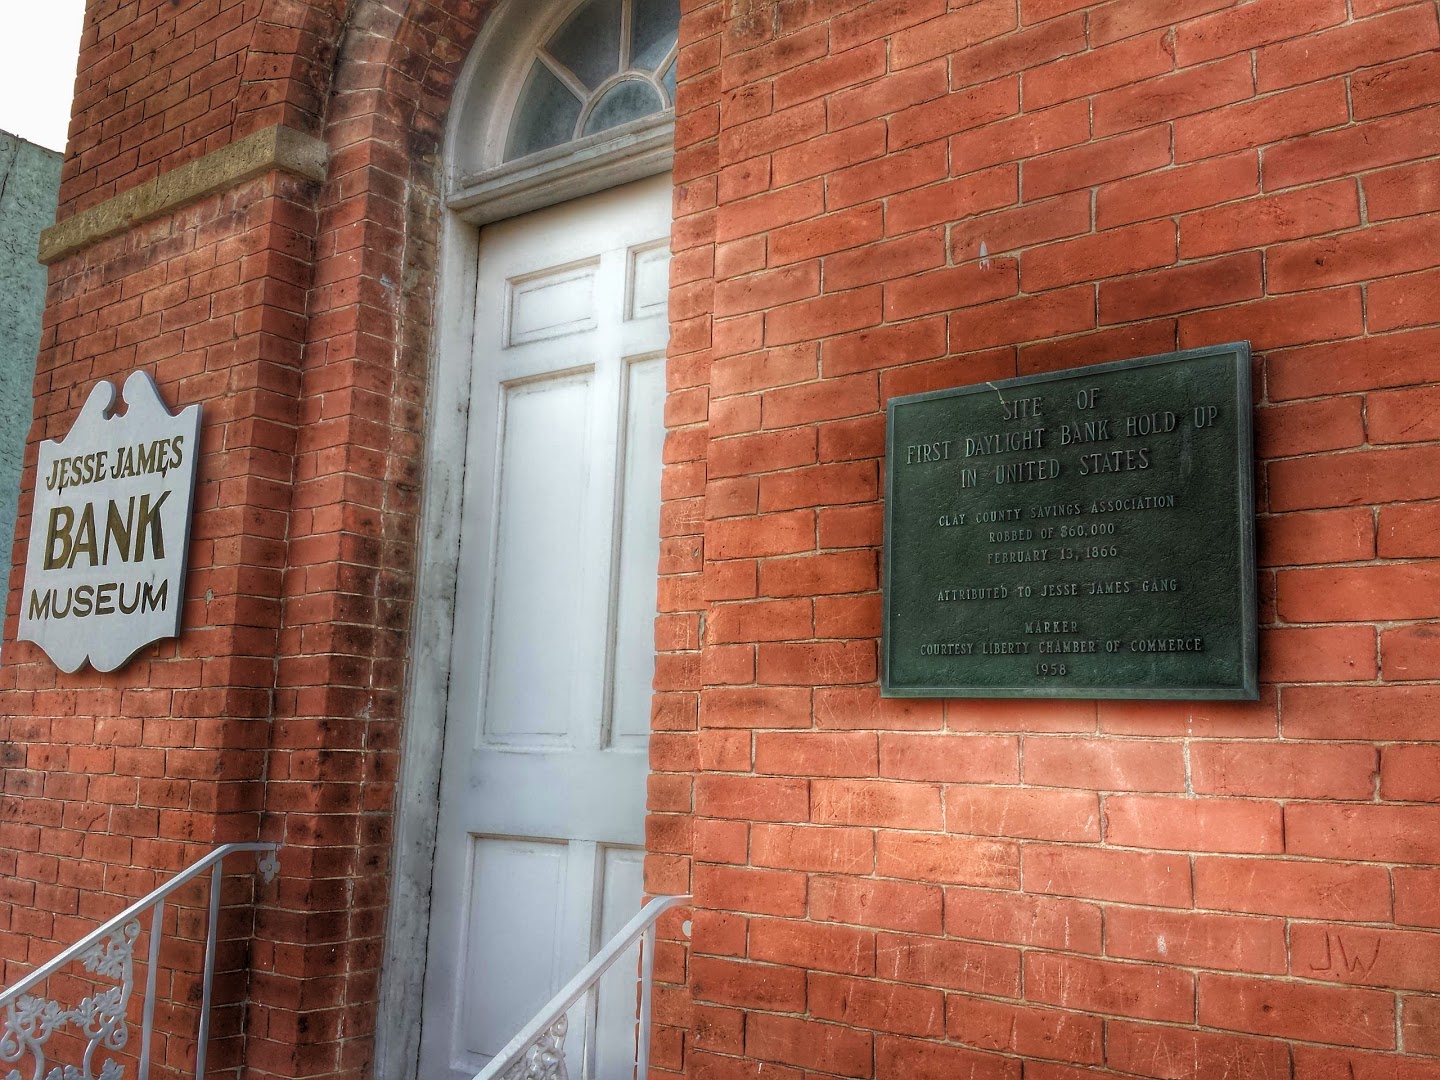 JESSE JAMES
BANK
MUSEUM
SITE OF
FIRST DAYLIGHT BANK HOLD UP
IN UNITED STATES
CLAY COUNTY SAVINGS ASSOCIATION
ROBBED OF $60,000
FEBRUARY 13, 1866
ATTRIBUTED TO JESSE JAMES GANG
MARKER
COURTESY LIBERTY CHAMBER OF COMMERCE
1958
J.W